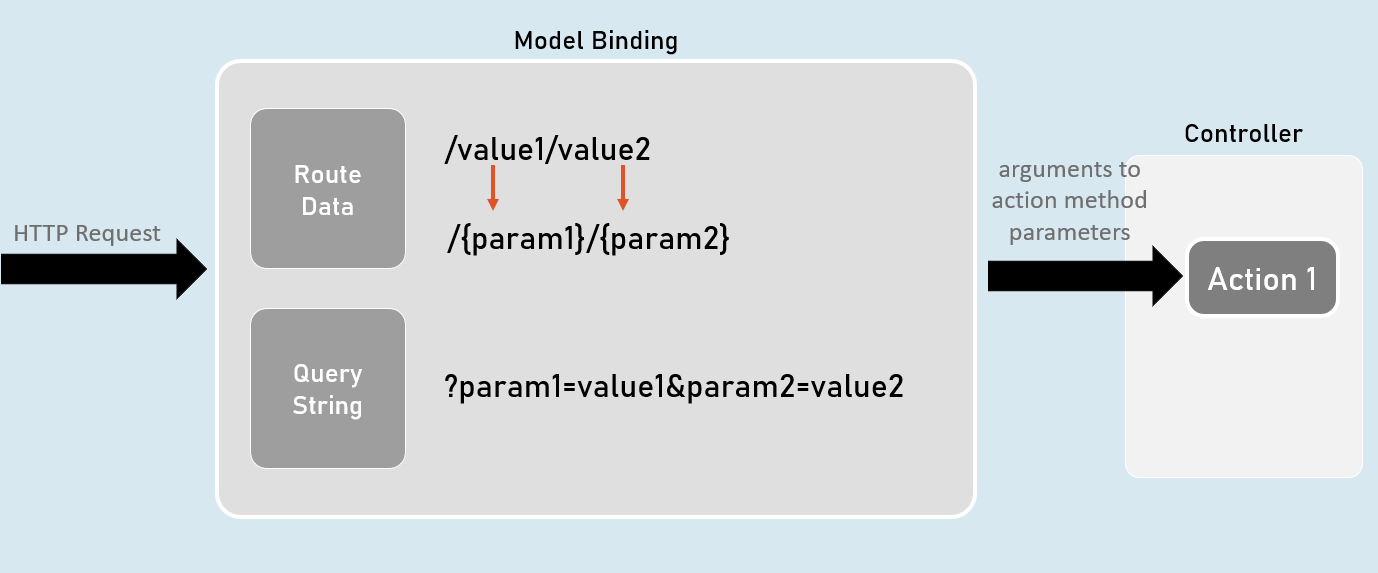 Model Binding
HTTP Request
Route
Data
/value1/value2
/{param1}/{param2}
Query
String
?param1=value1&param2=value2
arguments to
action method
parameters
Controller
Action 1